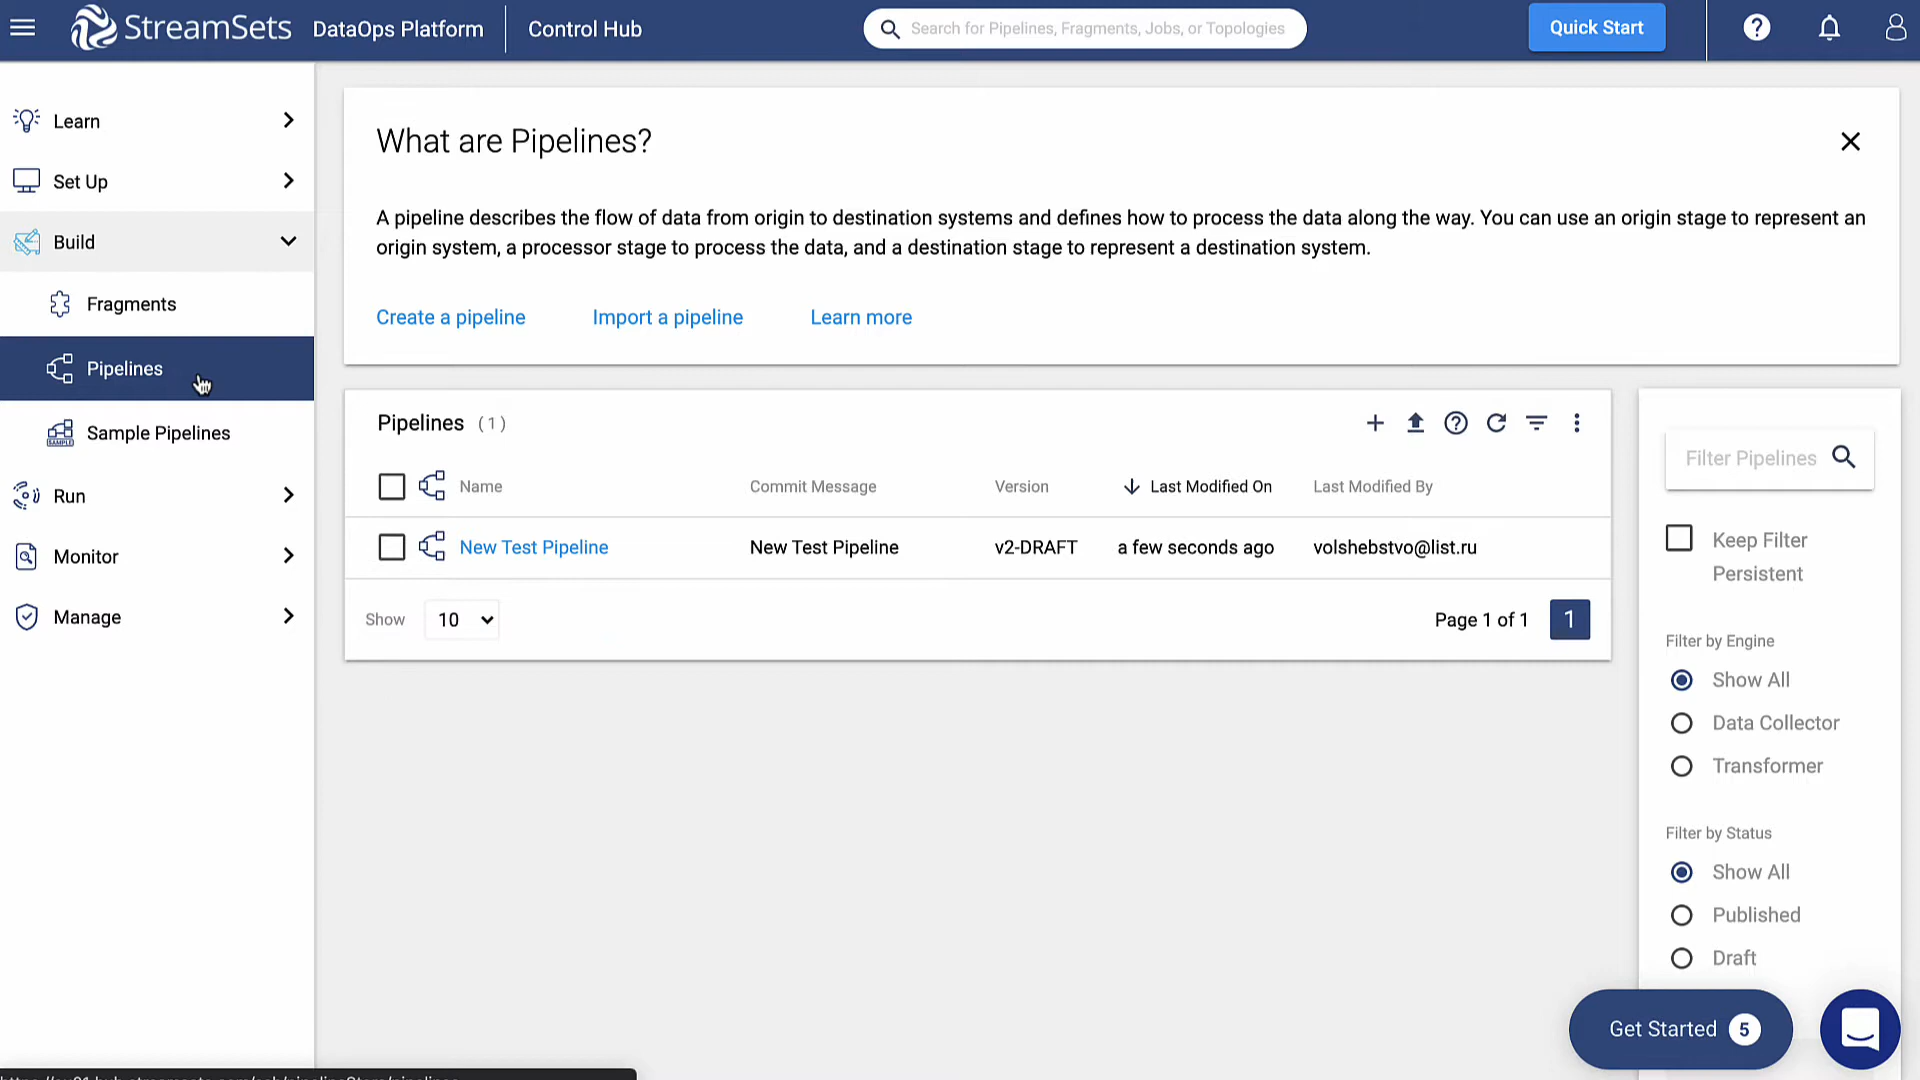 StreamSets DataOps Platform Control Hub
Search for Pipelines, Fragments, Jobs, or Topologies
Quick Start
Learn
Set Up
Build
Fragments
Pipelines
Sample Pipelines
Run
Monitor
Manage
What are Pipelines?
A pipeline describes the flow of data from origin to destination systems and defines how to process the data along the way. You can use an origin stage to represent an
origin system, a processor stage to process the data, and a destination stage to represent a destination system.
Create a pipeline Import a pipeline Learn more
Pipelines (1)
Name Commit Message Version Last Modified On Last Modified By
New Test Pipeline New Test Pipeline v2-DRAFT a few seconds ago volshebstvo@list.ru
Show 10 Page 1 of 1 1
Filter Pipelines
Keep Filter
Persistent
Filter by Engine
Show All
Data Collector
Transformer
Filter by Status
Show All
Published
Draft
Get Started 5